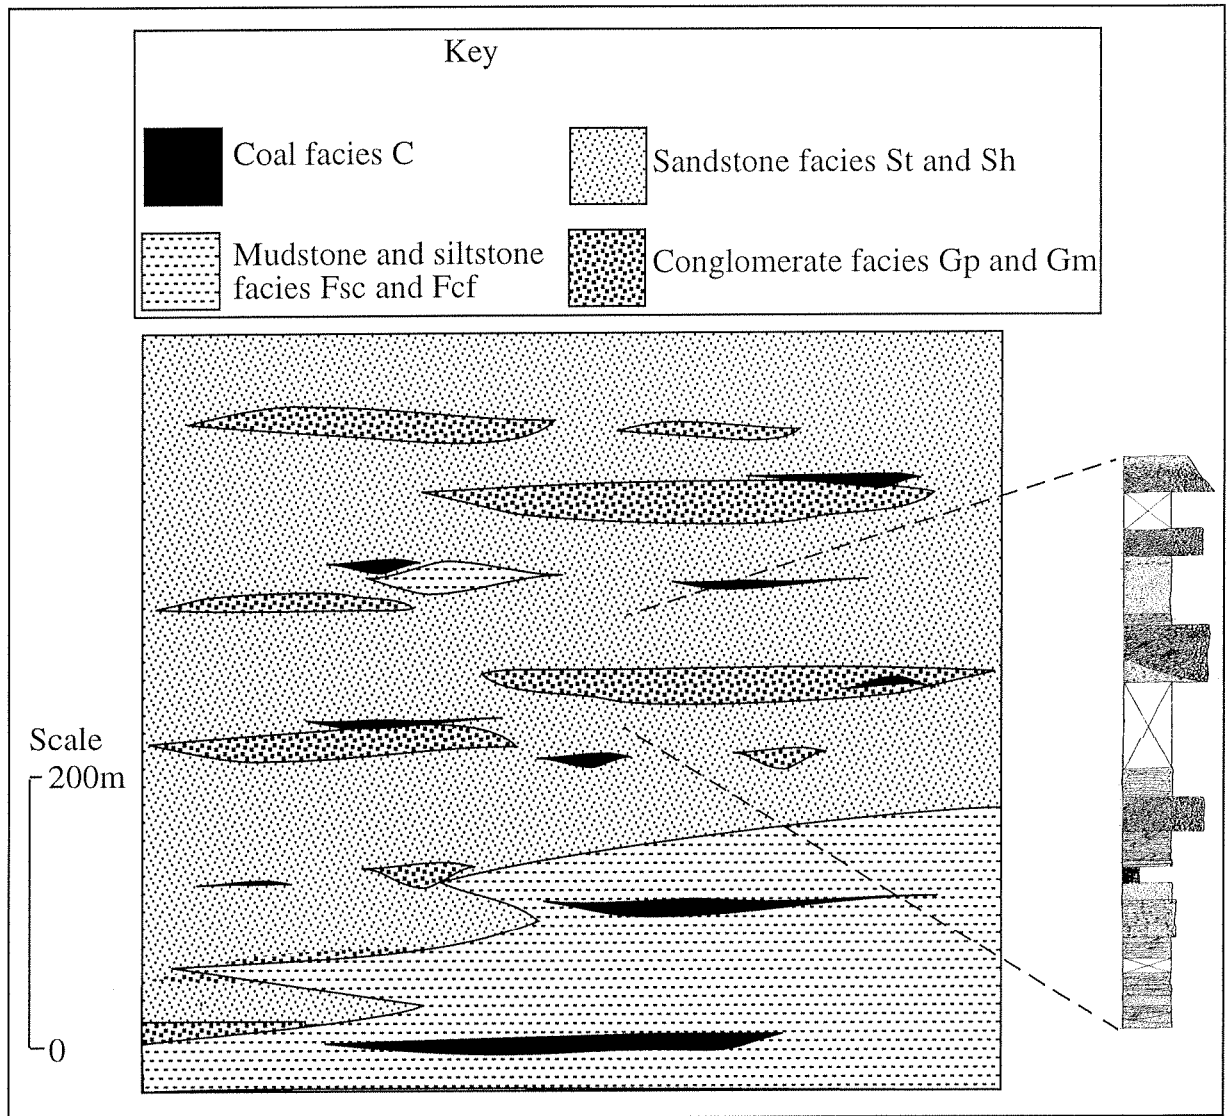 Key
Coal facies C
Sandstone facies St and Sh
Mudstone and siltstone
facies Fsc and Fcf
Conglomerate facies Gp and Gm
Scale
200m
0